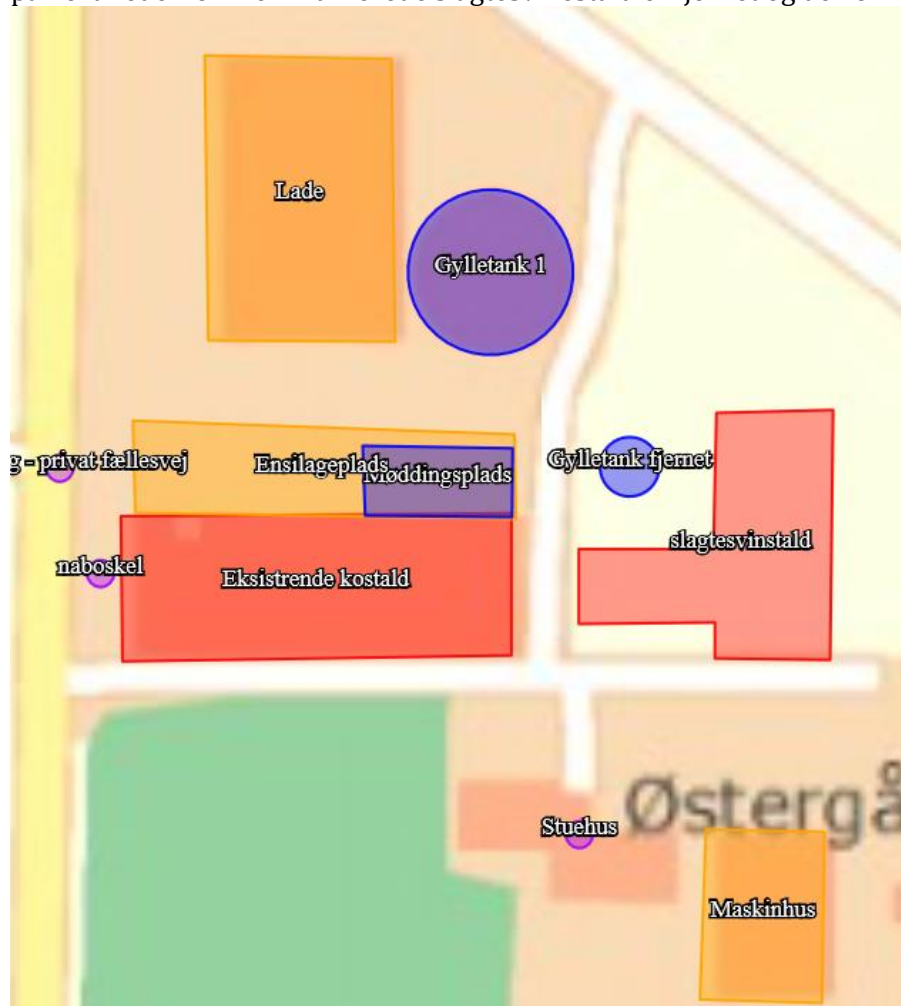 Lade
Gylletank 1
g - privat fællesvej
Ensilageplads
Møddingsplads
Gylletank fjernet
slagtesvinstald
naboskel
Eksistrende kostald
Østergå
Stuehus
Maskinhus